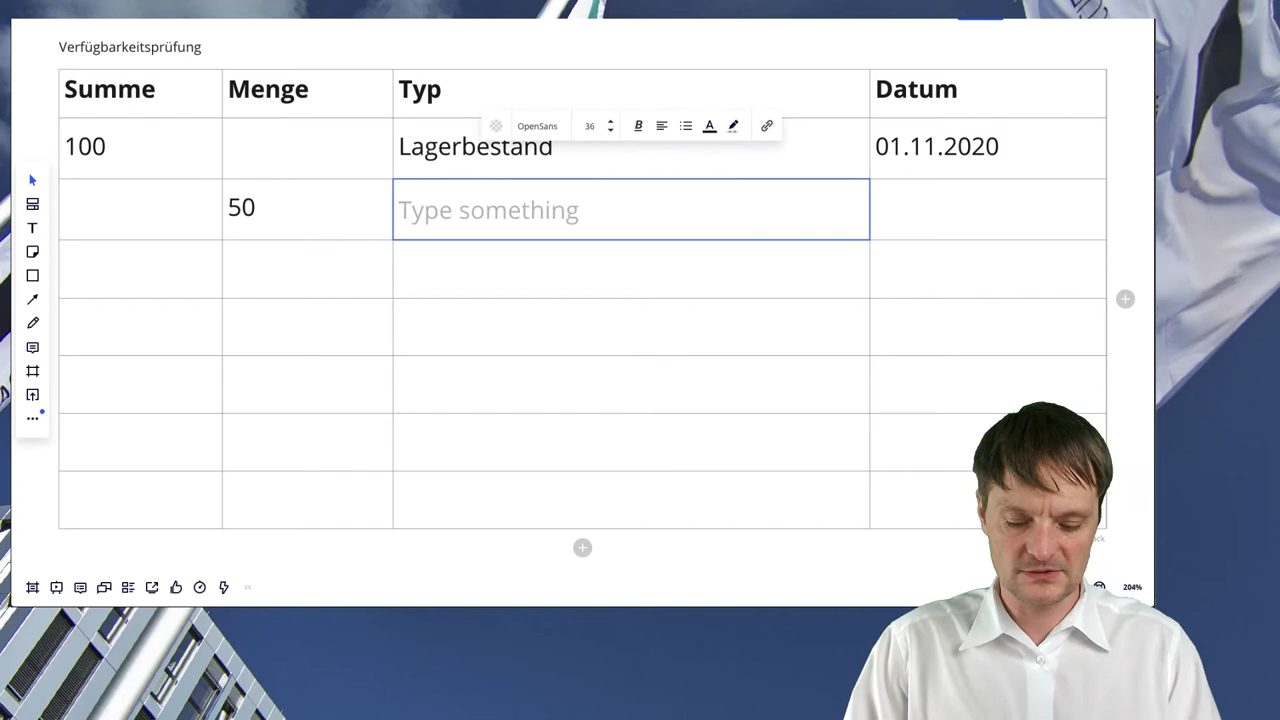 Verfügbarkeitsprüfung
Summe Menge Typ Datum
OpenSans 36 B A
100 Lagerbestand 01.11.2020
T
50 Type something
204%